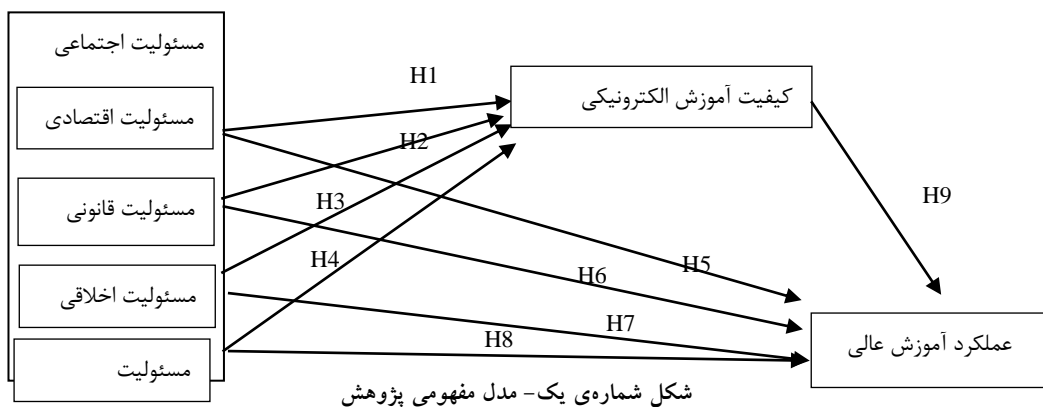 مسئولیت اجتماعی
مسئولیت اقتصادی
مسئولیت قانونی
مسئولیت اخلاقی
مسئولیت
H1
H2
H3
H4
کیفیت آموزش الکترونیکی
H5
H6
H7
H8
H9
عملکرد آموزش عالی
شکل شماره‌ی یک- مدل مفهومی پژوهش